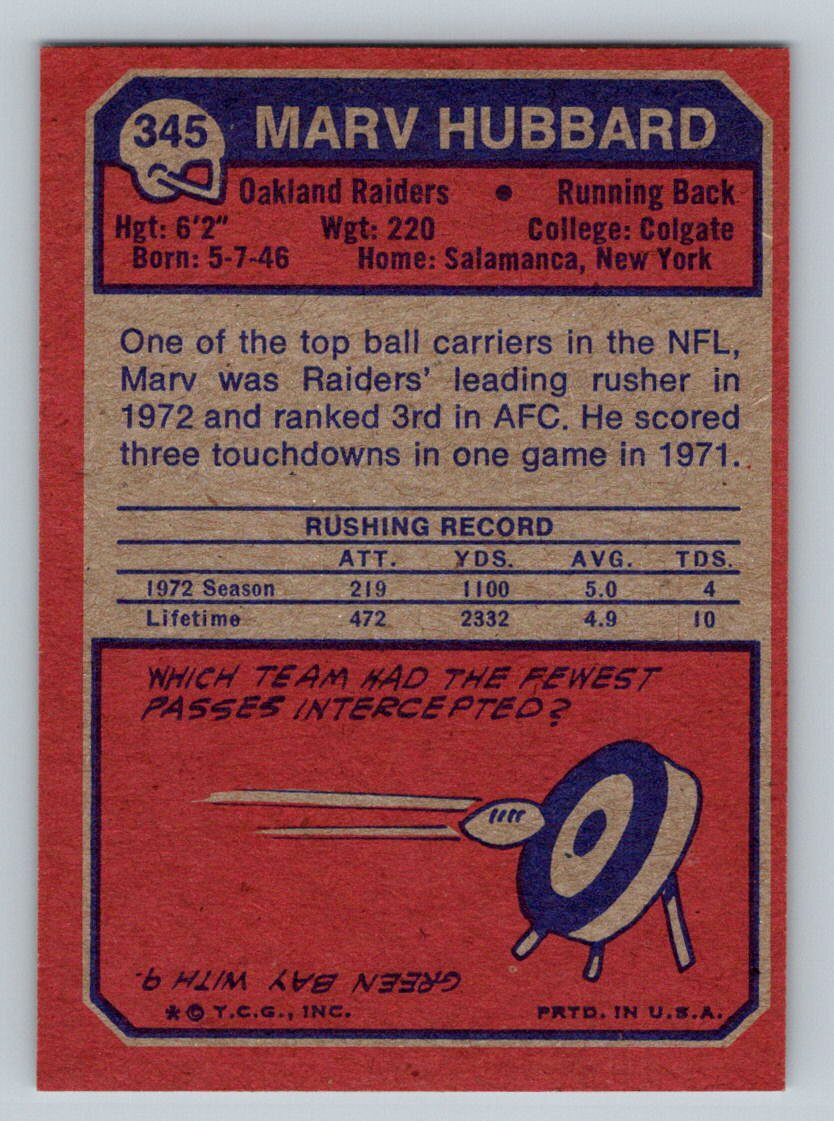 345 MARV HUBBARD
Oakland Raiders • Running Back
Hgt: 6'2" Wgt: 220 College: Colgate
Born: 5-7-46 Home: Salamanca, New York
One of the top ball carriers in the NFL,
Marv was Raiders' leading rusher in
1972 and ranked 3rd in AFC. He scored
three touchdowns in one game in 1971.
RUSHING RECORD
ATT. YDS. AVG. TDS.
1972 Season 219 1100 5.0 4
Lifetime 472 2332 4.9 10
WHICH TEAM HAD THE FEWEST
PASSES INTERCEPTED?
GREEN BAY WITH 9.
* © T.C.G., INC. PRTD. IN U.S.A.